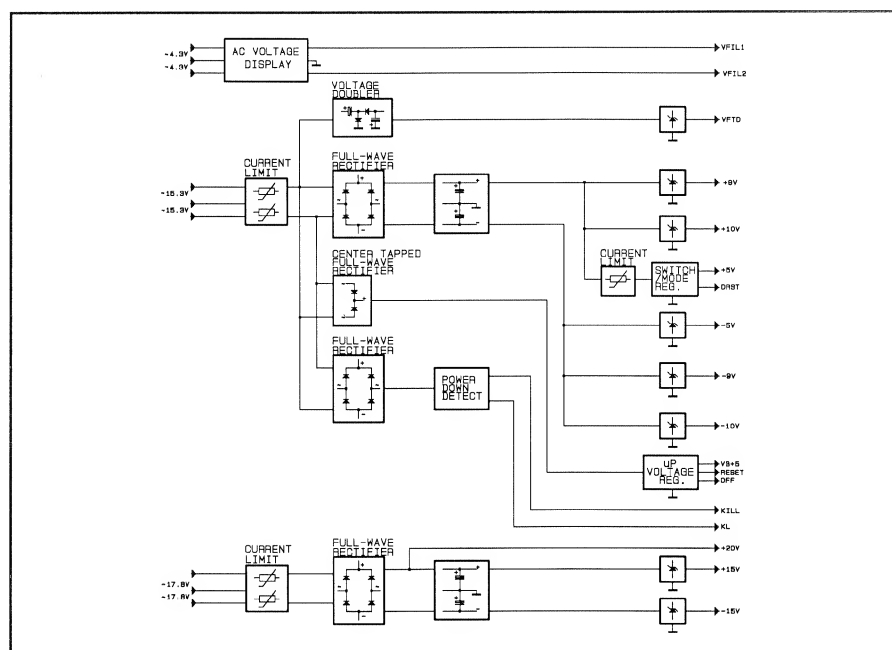 ~4.3V
~4.3V
AC VOLTAGE
DISPLAY
VFIL1
VFIL2
VOLTAGE
DOUBLER
+
+
VFTD
CURRENT
LIMIT
~15.3V
~15.3V
FULL-WAVE
RECTIFIER
+
~
~
-
+
+
+
-
+9V
+10V
CURRENT
LIMIT
SWITCH
/MODE
REG.
+5V
DRST
CENTER TAPPED
FULL-WAVE
RECTIFIER
~
+
~
-5V
FULL-WAVE
RECTIFIER
+
~
~
-
POWER
DOWN
DETECT
-9V
-10V
uP
VOLTAGE
REG.
VB+5
RESET
OFF
KILL
KL
CURRENT
LIMIT
~17.8V
~17.8V
FULL-WAVE
RECTIFIER
+
~
~
-
+
+
+
-
+20V
+15V
-15V